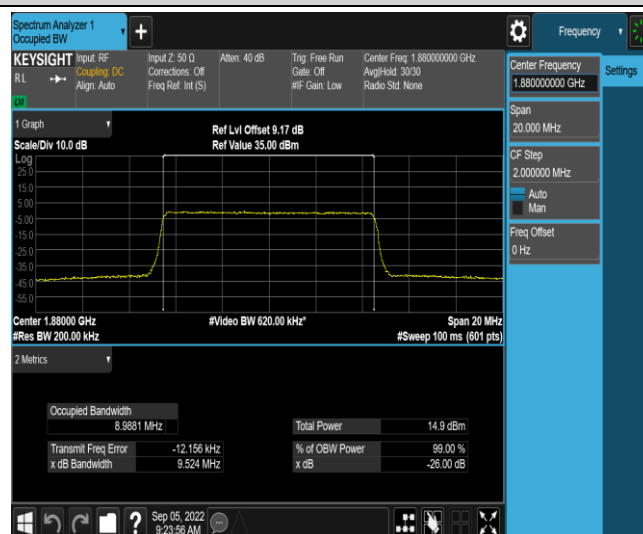 Spectrum Analyzer 1
Occupied BW
Frequency
KEYSIGHT
RL
LXI
Input: RF
Coupling: DC
Align: Auto
Input Z: 50 Ω
Corrections: Off
Freq Ref: Int (S)
Atten: 40 dB
Trig: Free Run
Gate: Off
#IF Gain: Low
Center Freq: 1.880000000 GHz
Avg|Hold: 30/30
Radio Std: None
Center Frequency
1.880000000 GHz
Settings
Span
20.000 MHz
CF Step
2.000000 MHz
Auto
Man
Freq Offset
0 Hz
1 Graph
Scale/Div 10.0 dB
Ref Lvl Offset 9.17 dB
Ref Value 35.00 dBm
Log
25.0
15.0
5.00
-5.00
-15.0
-25.0
-35.0
-45.0
-55.0
Center 1.88000 GHz
#Video BW 620.00 kHz*
Span 20 MHz
#Res BW 200.00 kHz
#Sweep 100 ms (601 pts)
2 Metrics
Occupied Bandwidth
8.9881 MHz
Total Power 14.9 dBm
Transmit Freq Error -12.156 kHz
% of OBW Power 99.00 %
x dB Bandwidth 9.524 MHz
x dB -26.00 dB
Sep 05, 2022
9:23:56 AM